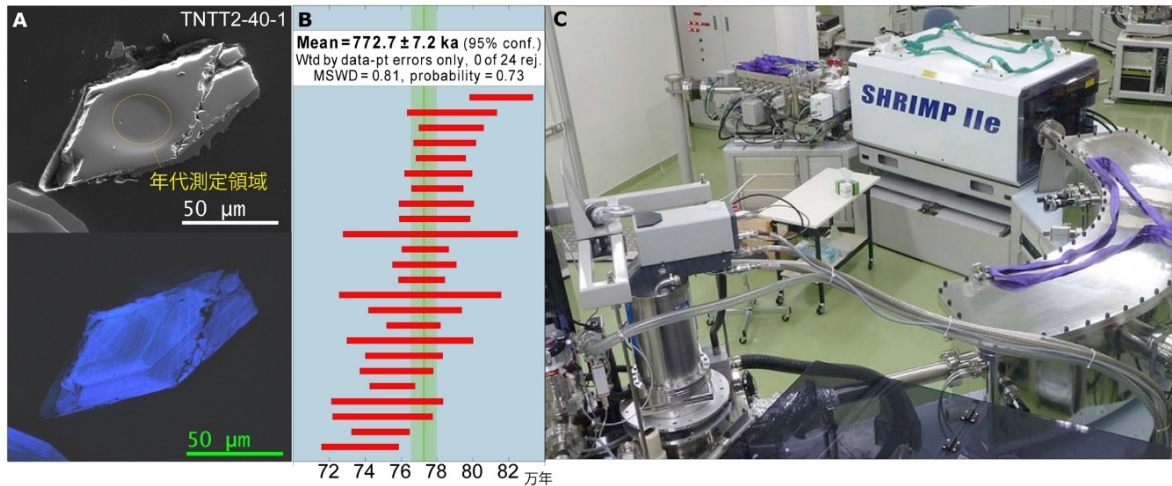 A
TNTT2-40-1
年代測定領域
50 μm
50 μm
B
Mean = 772.7 ± 7.2 ka (95% conf.)
Wtd by data-pt errors only, 0 of 24 rej.
MSWD = 0.81, probability = 0.73
72 74 76 78 80 82 万年
C
SHRIMP IIe